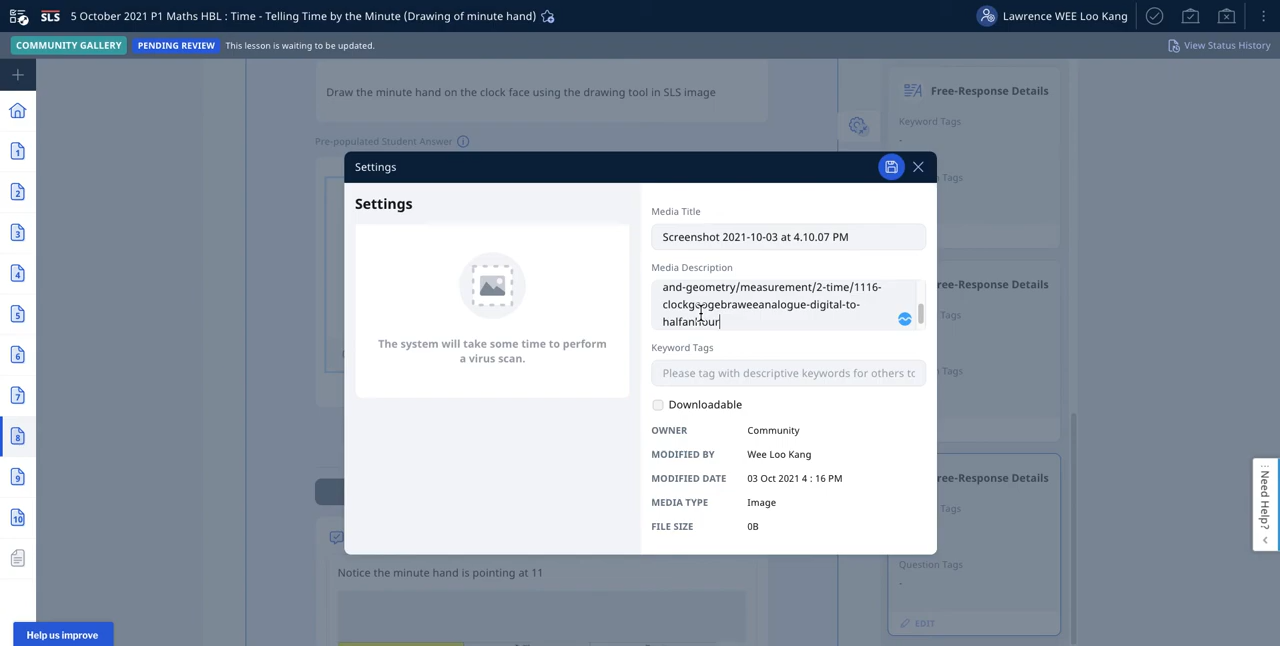 SLS 5 October 2021 P1 Maths HBL : Time - Telling Time by the Minute (Drawing of minute hand)
Lawrence WEE Loo Kang
COMMUNITY GALLERY PENDING REVIEW This lesson is waiting to be updated.
View Status History
Draw the minute hand on the clock face using the drawing tool in SLS image
Pre-populated Student Answer
Free-Response Details
Keyword Tags
-
Tags
Free-Response Details
Tags
Tags
ree-Response Details
Tags
Question Tags
-
EDIT
Settings
Settings
The system will take some time to perform
a virus scan.
Media Title
Screenshot 2021-10-03 at 4.10.07 PM
Media Description
and-geometry/measurement/2-time/1116-
clockgeogebraweeanalogue-digital-to-
halfanhour
Keyword Tags
Please tag with descriptive keywords for others to
Downloadable
OWNER Community
MODIFIED BY Wee Loo Kang
MODIFIED DATE 03 Oct 2021 4 : 16 PM
MEDIA TYPE Image
FILE SIZE 0B
Notice the minute hand is pointing at 11
1
2
3
4
5
6
7
8
9
10
Need Help?
Help us improve